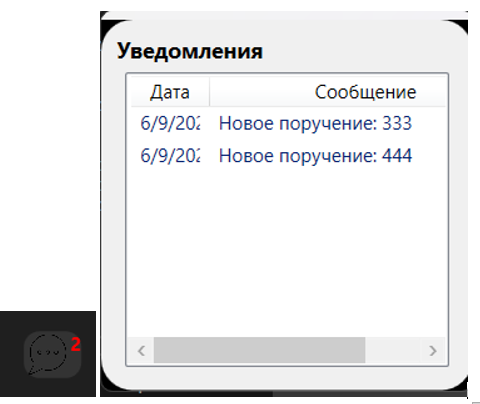 Уведомления
Дата Сообщение
6/9/202 Новое поручение: 333
6/9/202 Новое поручение: 444
2